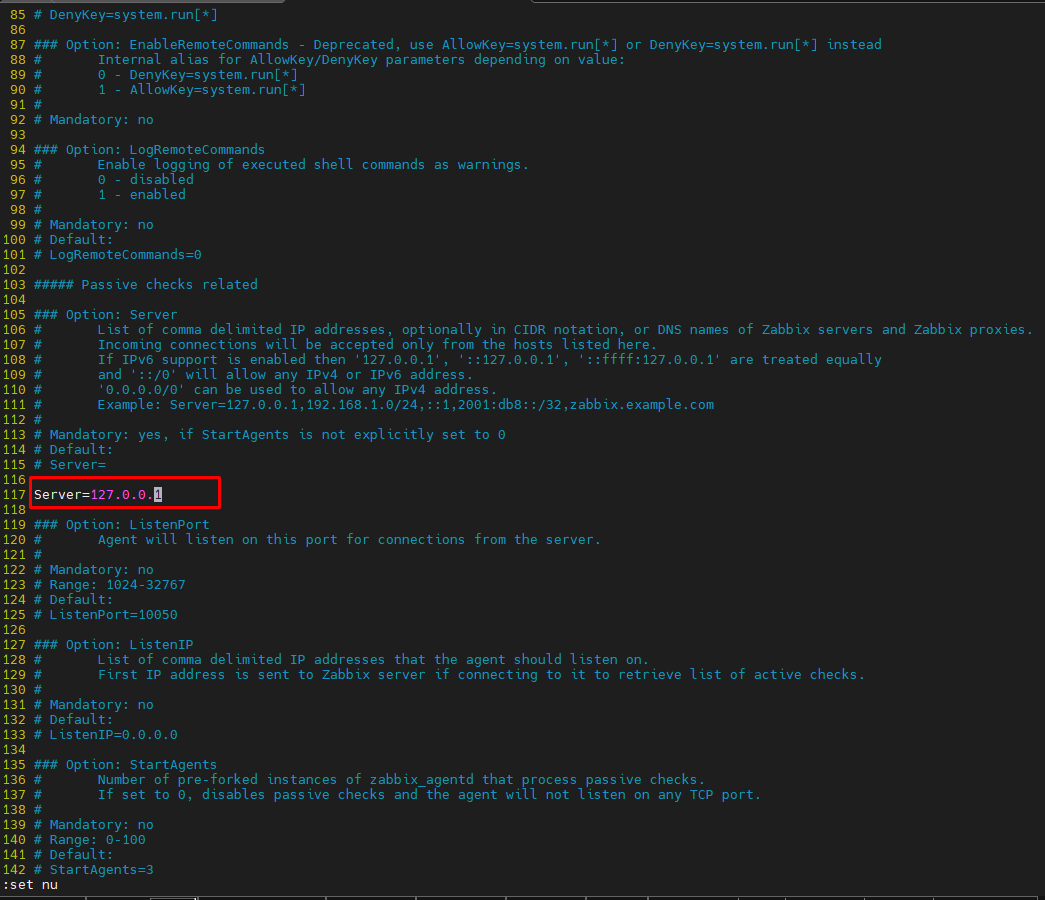 85 # DenyKey=system.run[*]
86
87 ### Option: EnableRemoteCommands - Deprecated, use AllowKey=system.run[*] or DenyKey=system.run[*] instead
88 #       Internal alias for AllowKey/DenyKey parameters depending on value:
89 #       0 - DenyKey=system.run[*]
90 #       1 - AllowKey=system.run[*]
91 #
92 # Mandatory: no
93
94 ### Option: LogRemoteCommands
95 #       Enable logging of executed shell commands as warnings.
96 #       0 - disabled
97 #       1 - enabled
98 #
99 # Mandatory: no
100 # Default:
101 # LogRemoteCommands=0
102
103 ##### Passive checks related
104
105 ### Option: Server
106 #       List of comma delimited IP addresses, optionally in CIDR notation, or DNS names of Zabbix servers and Zabbix proxies.
107 #       Incoming connections will be accepted only from the hosts listed here.
108 #       If IPv6 support is enabled then '127.0.0.1', '::127.0.0.1', '::ffff:127.0.0.1' are treated equally
109 #       and '::/0' will allow any IPv4 or IPv6 address.
110 #       '0.0.0.0/0' can be used to allow any IPv4 address.
111 #       Example: Server=127.0.0.1,192.168.1.0/24,::1,2001:db8::/32,zabbix.example.com
112 #
113 # Mandatory: yes, if StartAgents is not explicitly set to 0
114 # Default:
115 # Server=
116
117 Server=127.0.0.1
118
119 ### Option: ListenPort
120 #       Agent will listen on this port for connections from the server.
121 #
122 # Mandatory: no
123 # Range: 1024-32767
124 # Default:
125 # ListenPort=10050
126
127 ### Option: ListenIP
128 #       List of comma delimited IP addresses that the agent should listen on.
129 #       First IP address is sent to Zabbix server if connecting to it to retrieve list of active checks.
130 #
131 # Mandatory: no
132 # Default:
133 # ListenIP=0.0.0.0
134
135 ### Option: StartAgents
136 #       Number of pre-forked instances of zabbix_agentd that process passive checks.
137 #       If set to 0, disables passive checks and the agent will not listen on any TCP port.
138 #
139 # Mandatory: no
140 # Range: 0-100
141 # Default:
142 # StartAgents=3
:set nu